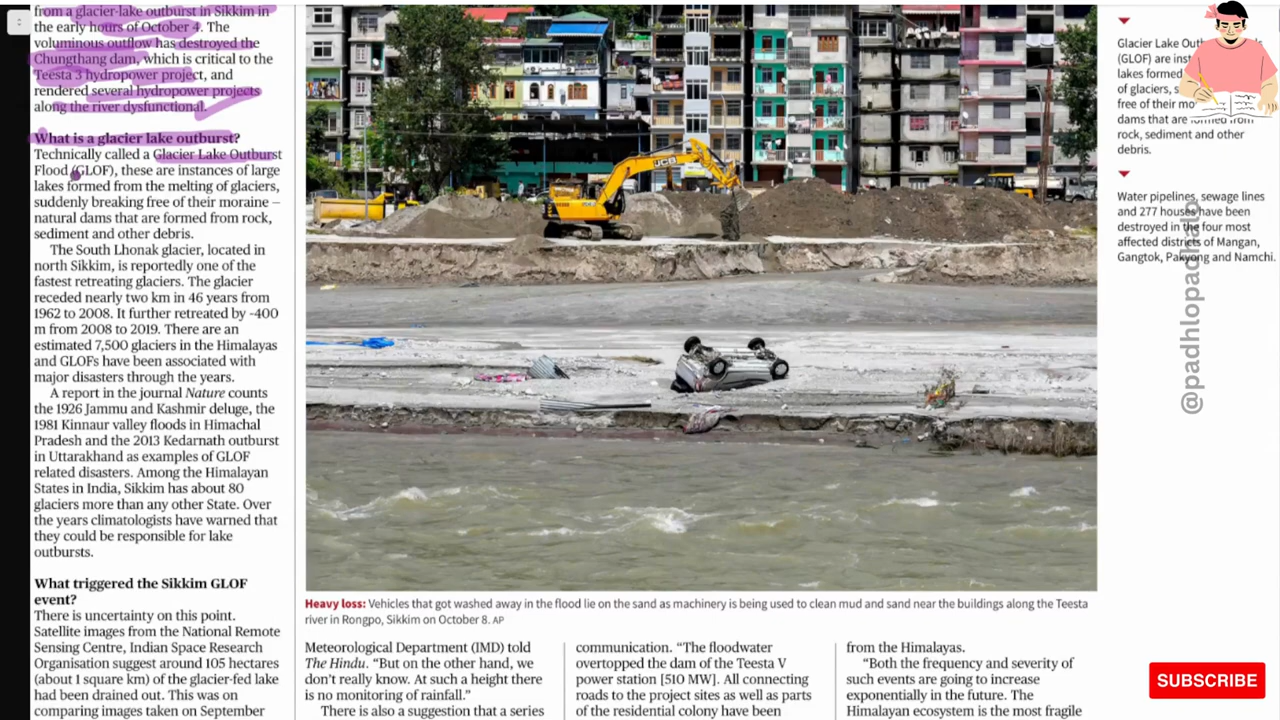 from a glacier-lake outburst in Sikkim in
the early hours of October 4. The
voluminous outflow has destroyed the
Chungthang dam, which is critical to the
Teesta 3 hydropower project, and
rendered several hydropower projects
along the river dysfunctional.
What is a glacier lake outburst?
Technically called a Glacier Lake Outburst
Flood (GLOF), these are instances of large
lakes formed from the melting of glaciers,
suddenly breaking free of their moraine —
natural dams that are formed from rock,
sediment and other debris.
The South Lhonak glacier, located in
north Sikkim, is reportedly one of the
fastest retreating glaciers. The glacier
receded nearly two km in 46 years from
1962 to 2008. It further retreated by ~400
m from 2008 to 2019. There are an
estimated 7,500 glaciers in the Himalayas
and GLOFs have been associated with
major disasters through the years.
A report in the journal Nature counts
the 1926 Jammu and Kashmir deluge, the
1981 Kinnaur valley floods in Himachal
Pradesh and the 2013 Kedarnath outburst
in Uttarakhand as examples of GLOF
related disasters. Among the Himalayan
States in India, Sikkim has about 80
glaciers more than any other State. Over
the years climatologists have warned that
they could be responsible for lake
outbursts.
What triggered the Sikkim GLOF
event?
There is uncertainty on this point.
Satellite images from the National Remote
Sensing Centre, Indian Space Research
Organisation suggest around 105 hectares
(about 1 square km) of the glacier-fed lake
had been drained out. This was on
comparing images taken on September
JCB
Heavy loss: Vehicles that got washed away in the flood lie on the sand as machinery is being used to clean mud and sand near the buildings along the Teesta
river in Rongpo, Sikkim on October 8. AP
Meteorological Department (IMD) told
The Hindu. “But on the other hand, we
don't really know. At such a height there
is no monitoring of rainfall.”
There is also a suggestion that a series
communication. “The floodwater
overtopped the dam of the Teesta V
power station [510 MW]. All connecting
roads to the project sites as well as parts
of the residential colony have been
from the Himalayas.
“Both the frequency and severity of
such events are going to increase
exponentially in the future. The
Himalayan ecosystem is the most fragile
Glacier Lake
(GLOF) are
lakes formed
of glaciers,
free of their
dams that are formed from
rock, sediment and other
debris.
Water pipelines, sewage lines
and 277 houses have been
destroyed in the four most
affected districts of Mangan,
Gangtok, Pakyong and Namchi.
@padhlopadhalo
SUBSCRIBE